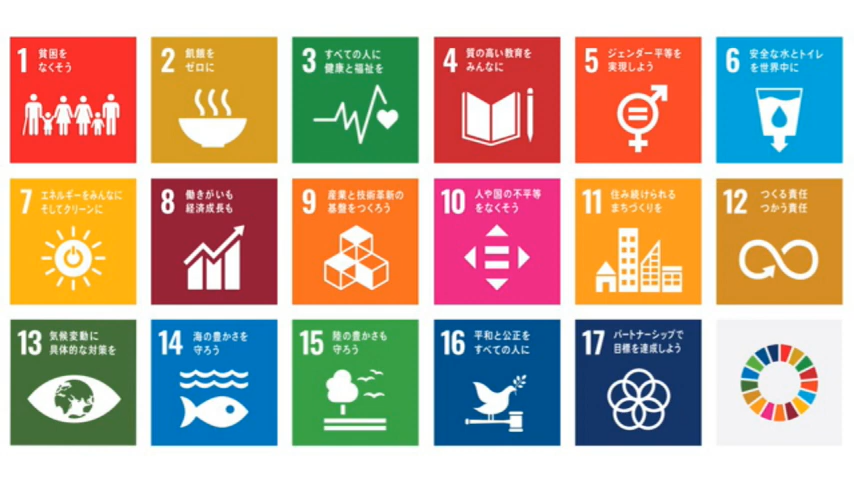 1 貧困を
なくそう
2 飢餓を
ゼロに
3 すべての人に
健康と福祉を
4 質の高い教育を
みんなに
5 ジェンダー平等を
実現しよう
6 安全な水とトイレ
を世界中に
7 エネルギーをみんなに
そしてクリーンに
8 働きがいも
経済成長も
9 産業と技術革新の
基盤をつくろう
10 人や国の不平等
をなくそう
11 住み続けられる
まちづくりを
12 つくる責任
つかう責任
13 気候変動に
具体的な対策を
14 海の豊かさを
守ろう
15 陸の豊かさも
守ろう
16 平和と公正を
すべての人に
17 パートナーシップで
目標を達成しよう